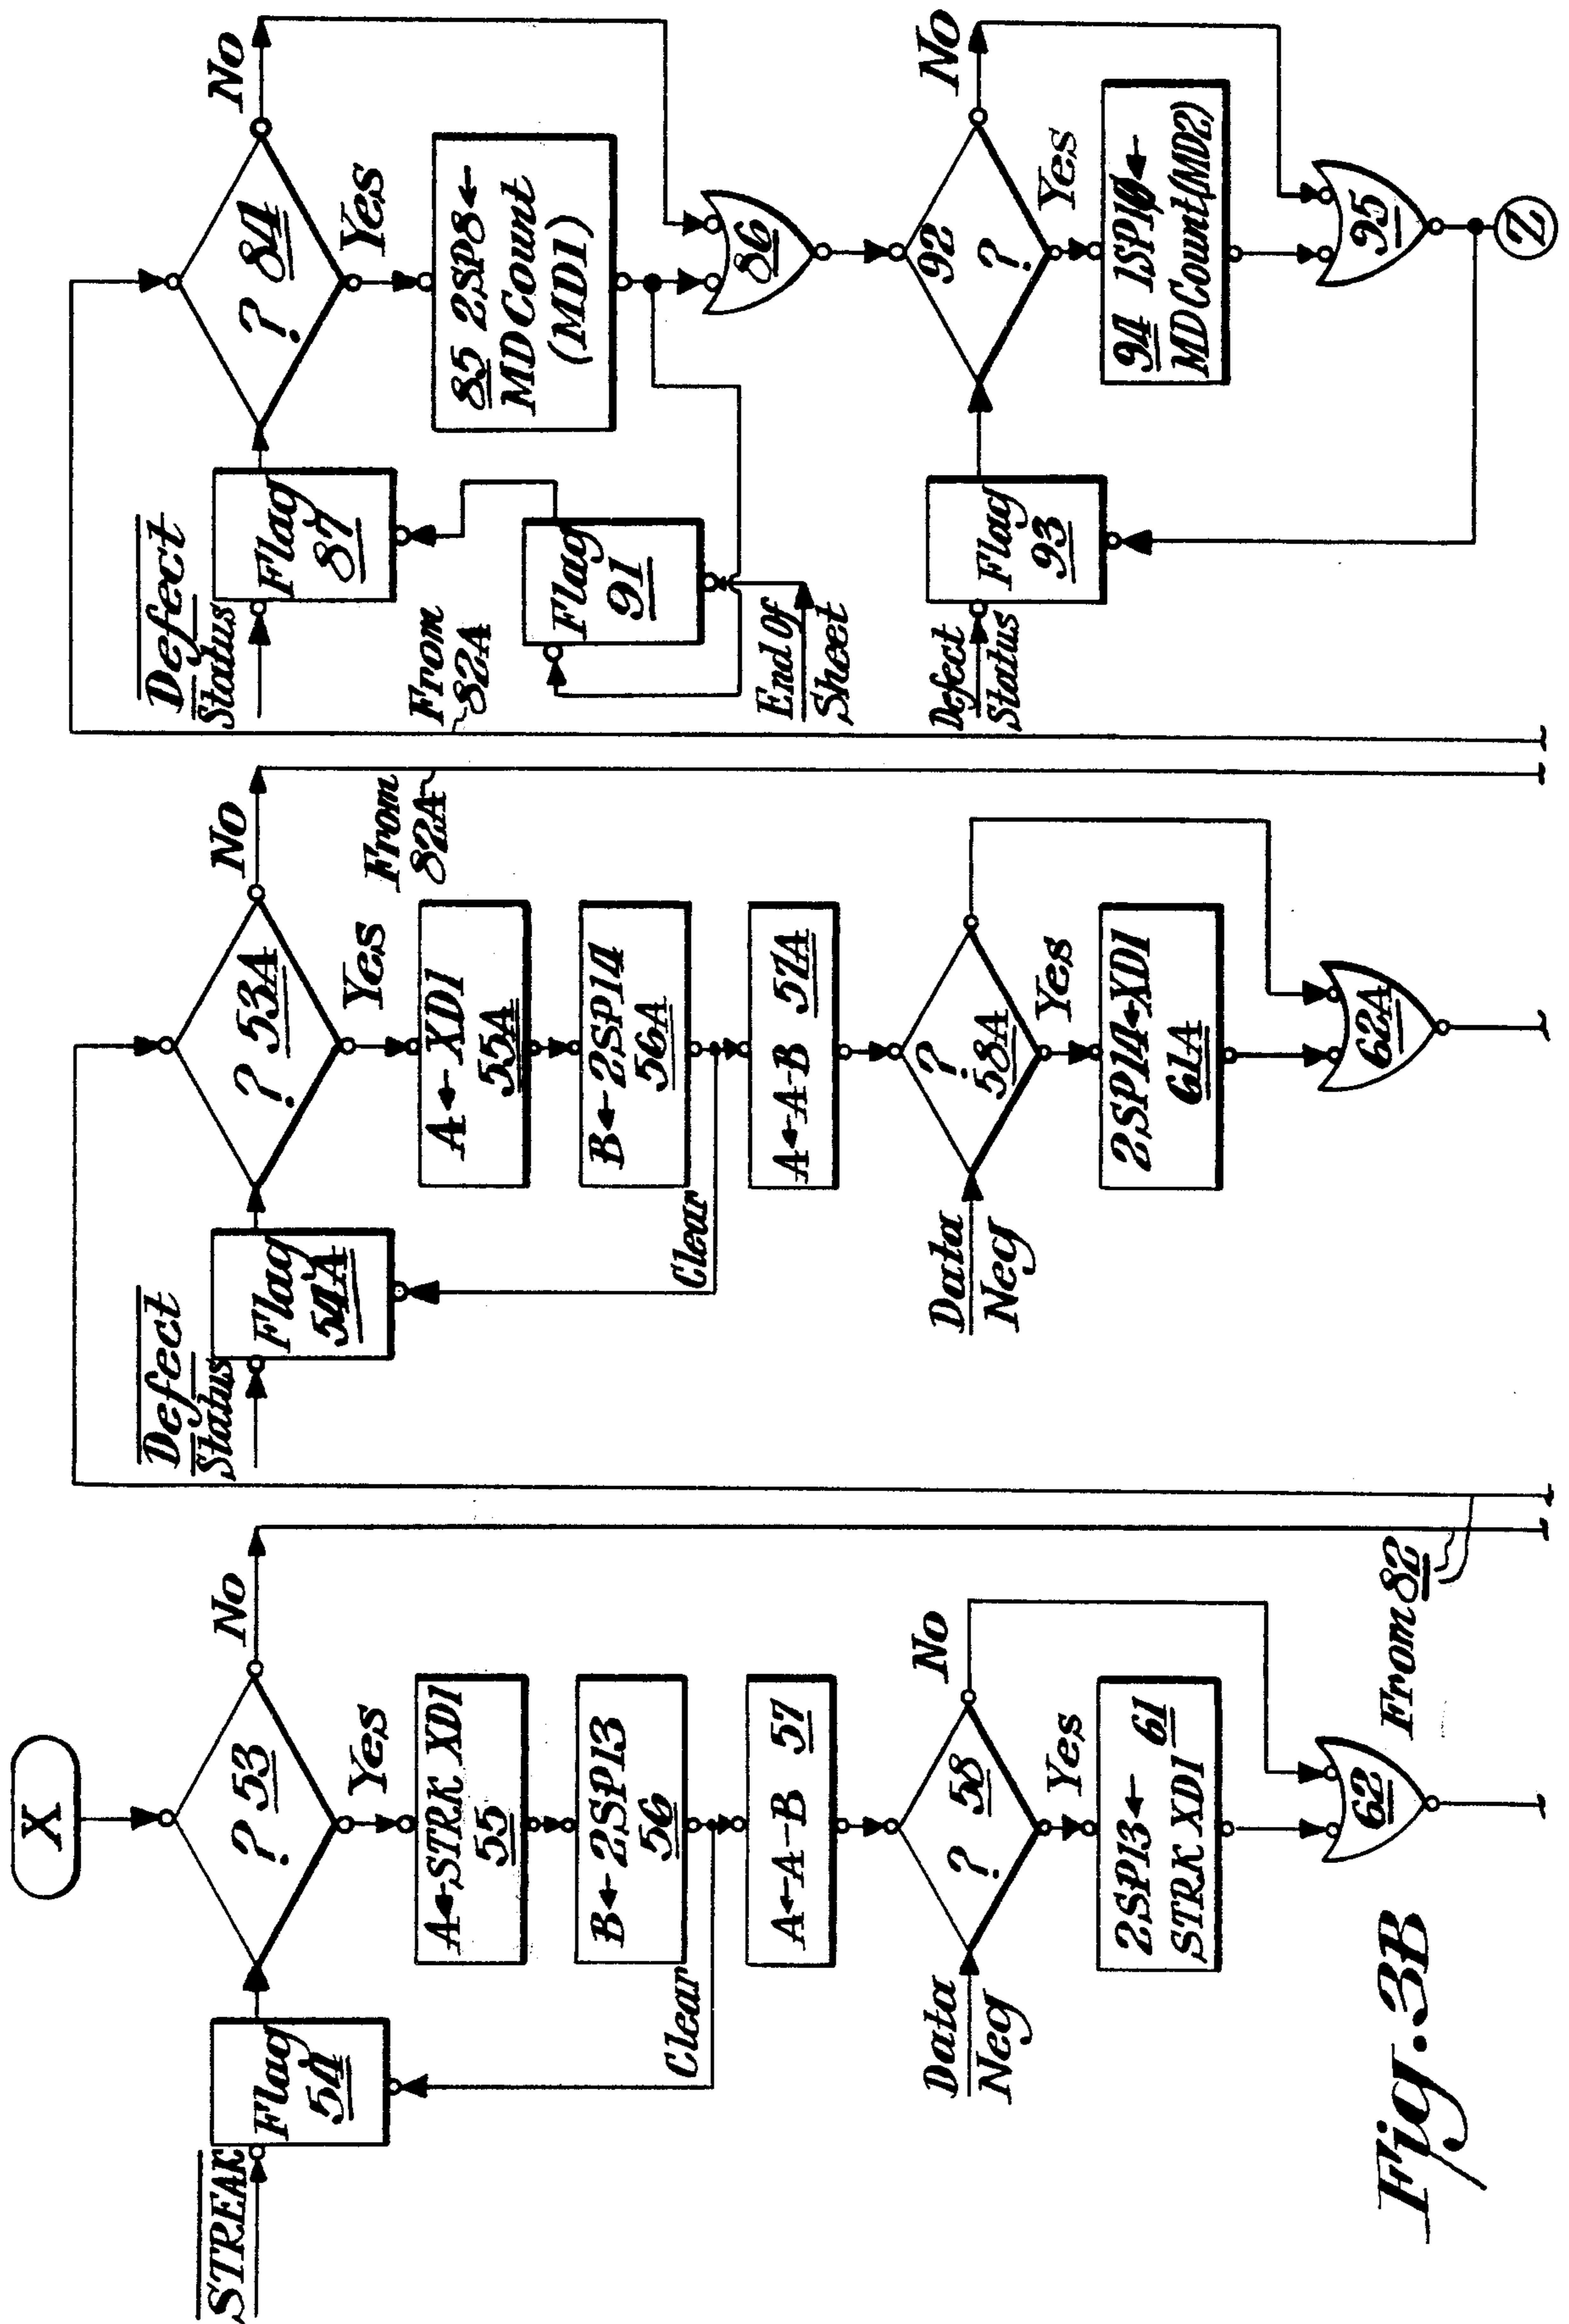 X
STREAK
Flag
54
? 53
No
Yes
A←STRK XD1
55
B←2SP13
56
Clear
A←A-B 57
Data
Neg
? 58
No
Yes
2SP13← 61
STRK XD1
62
From 82
Defect
Status
Flag
54A
? 53A
No
Yes
From
82A
A←XD1
55A
B←2SP14
56A
Clear
A←A-B 57A
Data
Neg
?
58A
Yes
2SP14←XD1
61A
62A
Defect
Status
Flag
87
? 84
No
Yes
From
82A
85 2SP8←
MD Count
(MD1)
Flag
91
End Of
Sheet
86
Defect
Status
Flag
93
92
?
No
Yes
94 1SP10←
MD Count (MD2)
95
Z
Fig. 3B